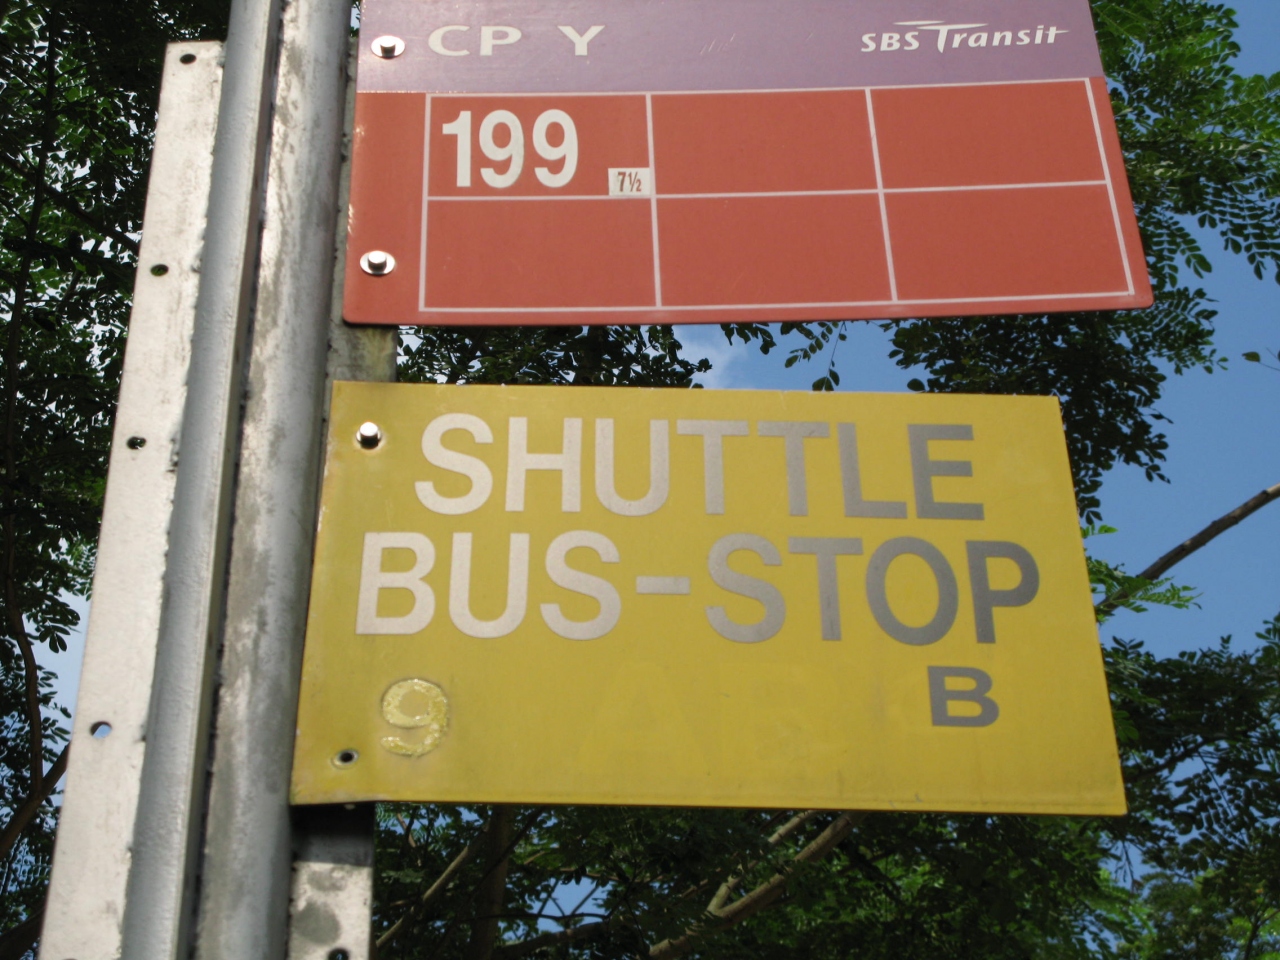 CP Y SBS Transit
199 7½
SHUTTLE
BUS-STOP
B
9